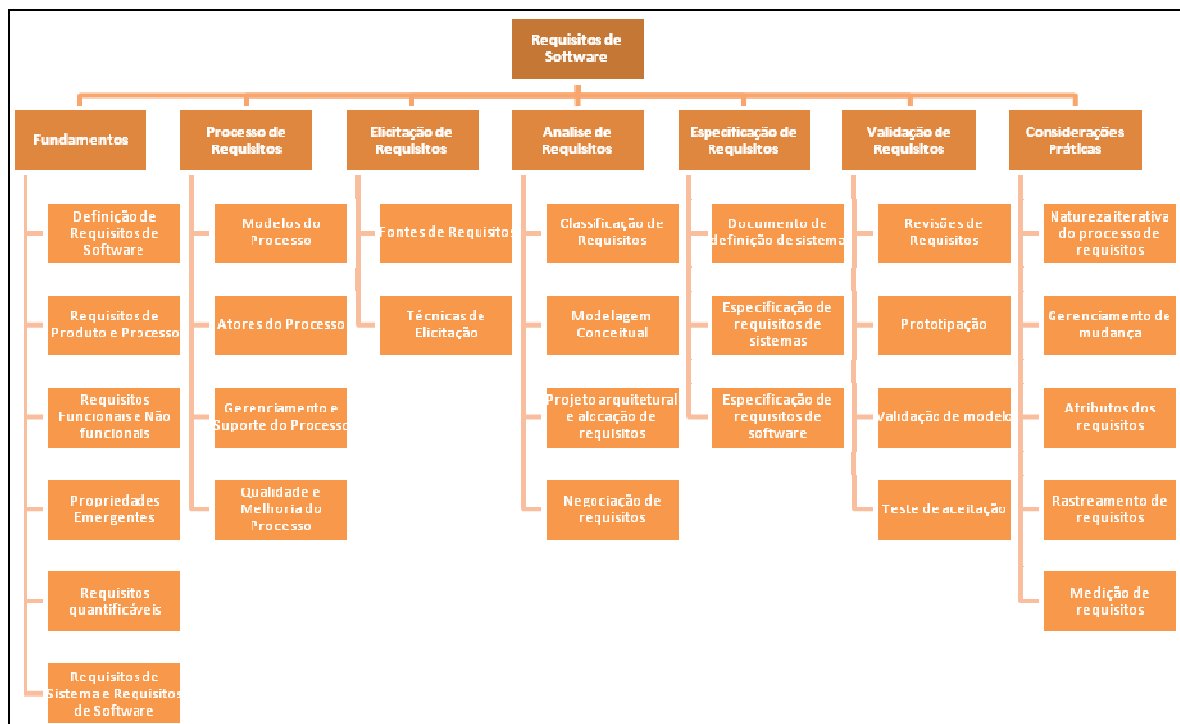 Requisitos de
Software
Fundamentos
Processo de
Requisitos
Elicitação de
Requisitos
Analise de
Requisitos
Especificação de
Requisitos
Validação de
Requisitos
Considerações
Práticas
Definição de
Requisitos de
Software
Requisitos de
Produto e Processo
Requisitos
Funcionais e Não
funcionais
Propriedades
Emergentes
Requisitos
quantificáveis
Requisitos de
Sistema e Requisitos
de Software
Modelos do
Processo
Atores do Processo
Gerenciamento e
Suporte do Processo
Qualidade e
Melhoria do
Processo
Fontes de Requisitos
Técnicas de
Elicitação
Classificação de
Requisitos
Modelagem
Conceitual
Projeto arquitetural
e alocação de
requisitos
Negociação de
requisitos
Documento de
definição de sistema
Especificação de
requisitos de
sistemas
Especificação de
requisitos de
software
Revisões de
Requisitos
Prototipação
Validação de modelo
Teste de aceitação
Natureza iterativa
do processo de
requisitos
Gerenciamento de
mudança
Atributos dos
requisitos
Rastreamento de
requisitos
Medição de
requisitos